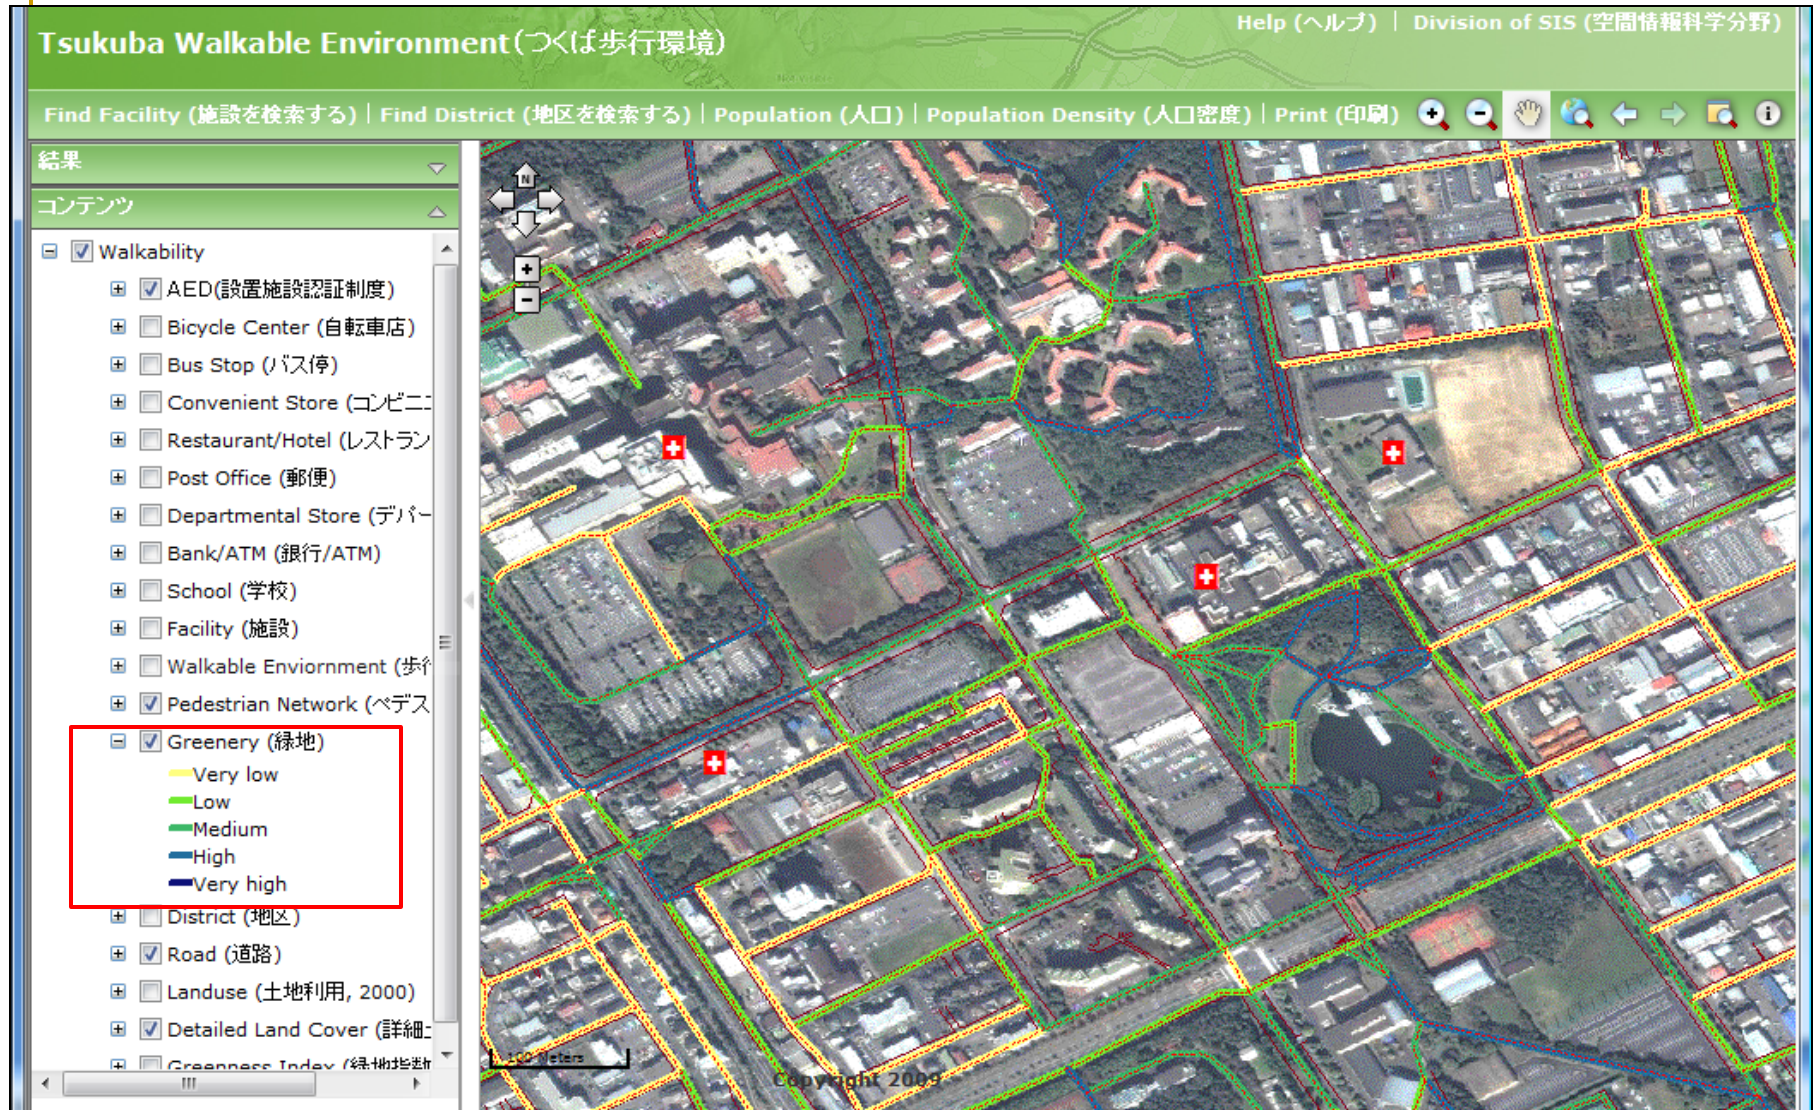 Help (ヘルプ) | Division of SIS (空間情報科学分野)
Tsukuba Walkable Environment(つくば歩行環境)
Find Facility (施設を検索する) | Find District (地区を検索する) | Population (人口) | Population Density (人口密度) | Print (印刷)
結果
コンテンツ
Walkability
AED(設置施設認証制度)
Bicycle Center (自転車店)
Bus Stop (バス停)
Convenient Store (コンビニ
Restaurant/Hotel (レストラン
Post Office (郵便)
Departmental Store (デパー
Bank/ATM (銀行/ATM)
School (学校)
Facility (施設)
Walkable Enviornment (歩行
Pedestrian Network (ペデス
Greenery (緑地)
Very low
Low
Medium
High
Very high
District (地区)
Road (道路)
Landuse (土地利用, 2000)
Detailed Land Cover (詳細
Greenness Index (緑地指数
N
100 Meters
Copyright 2009